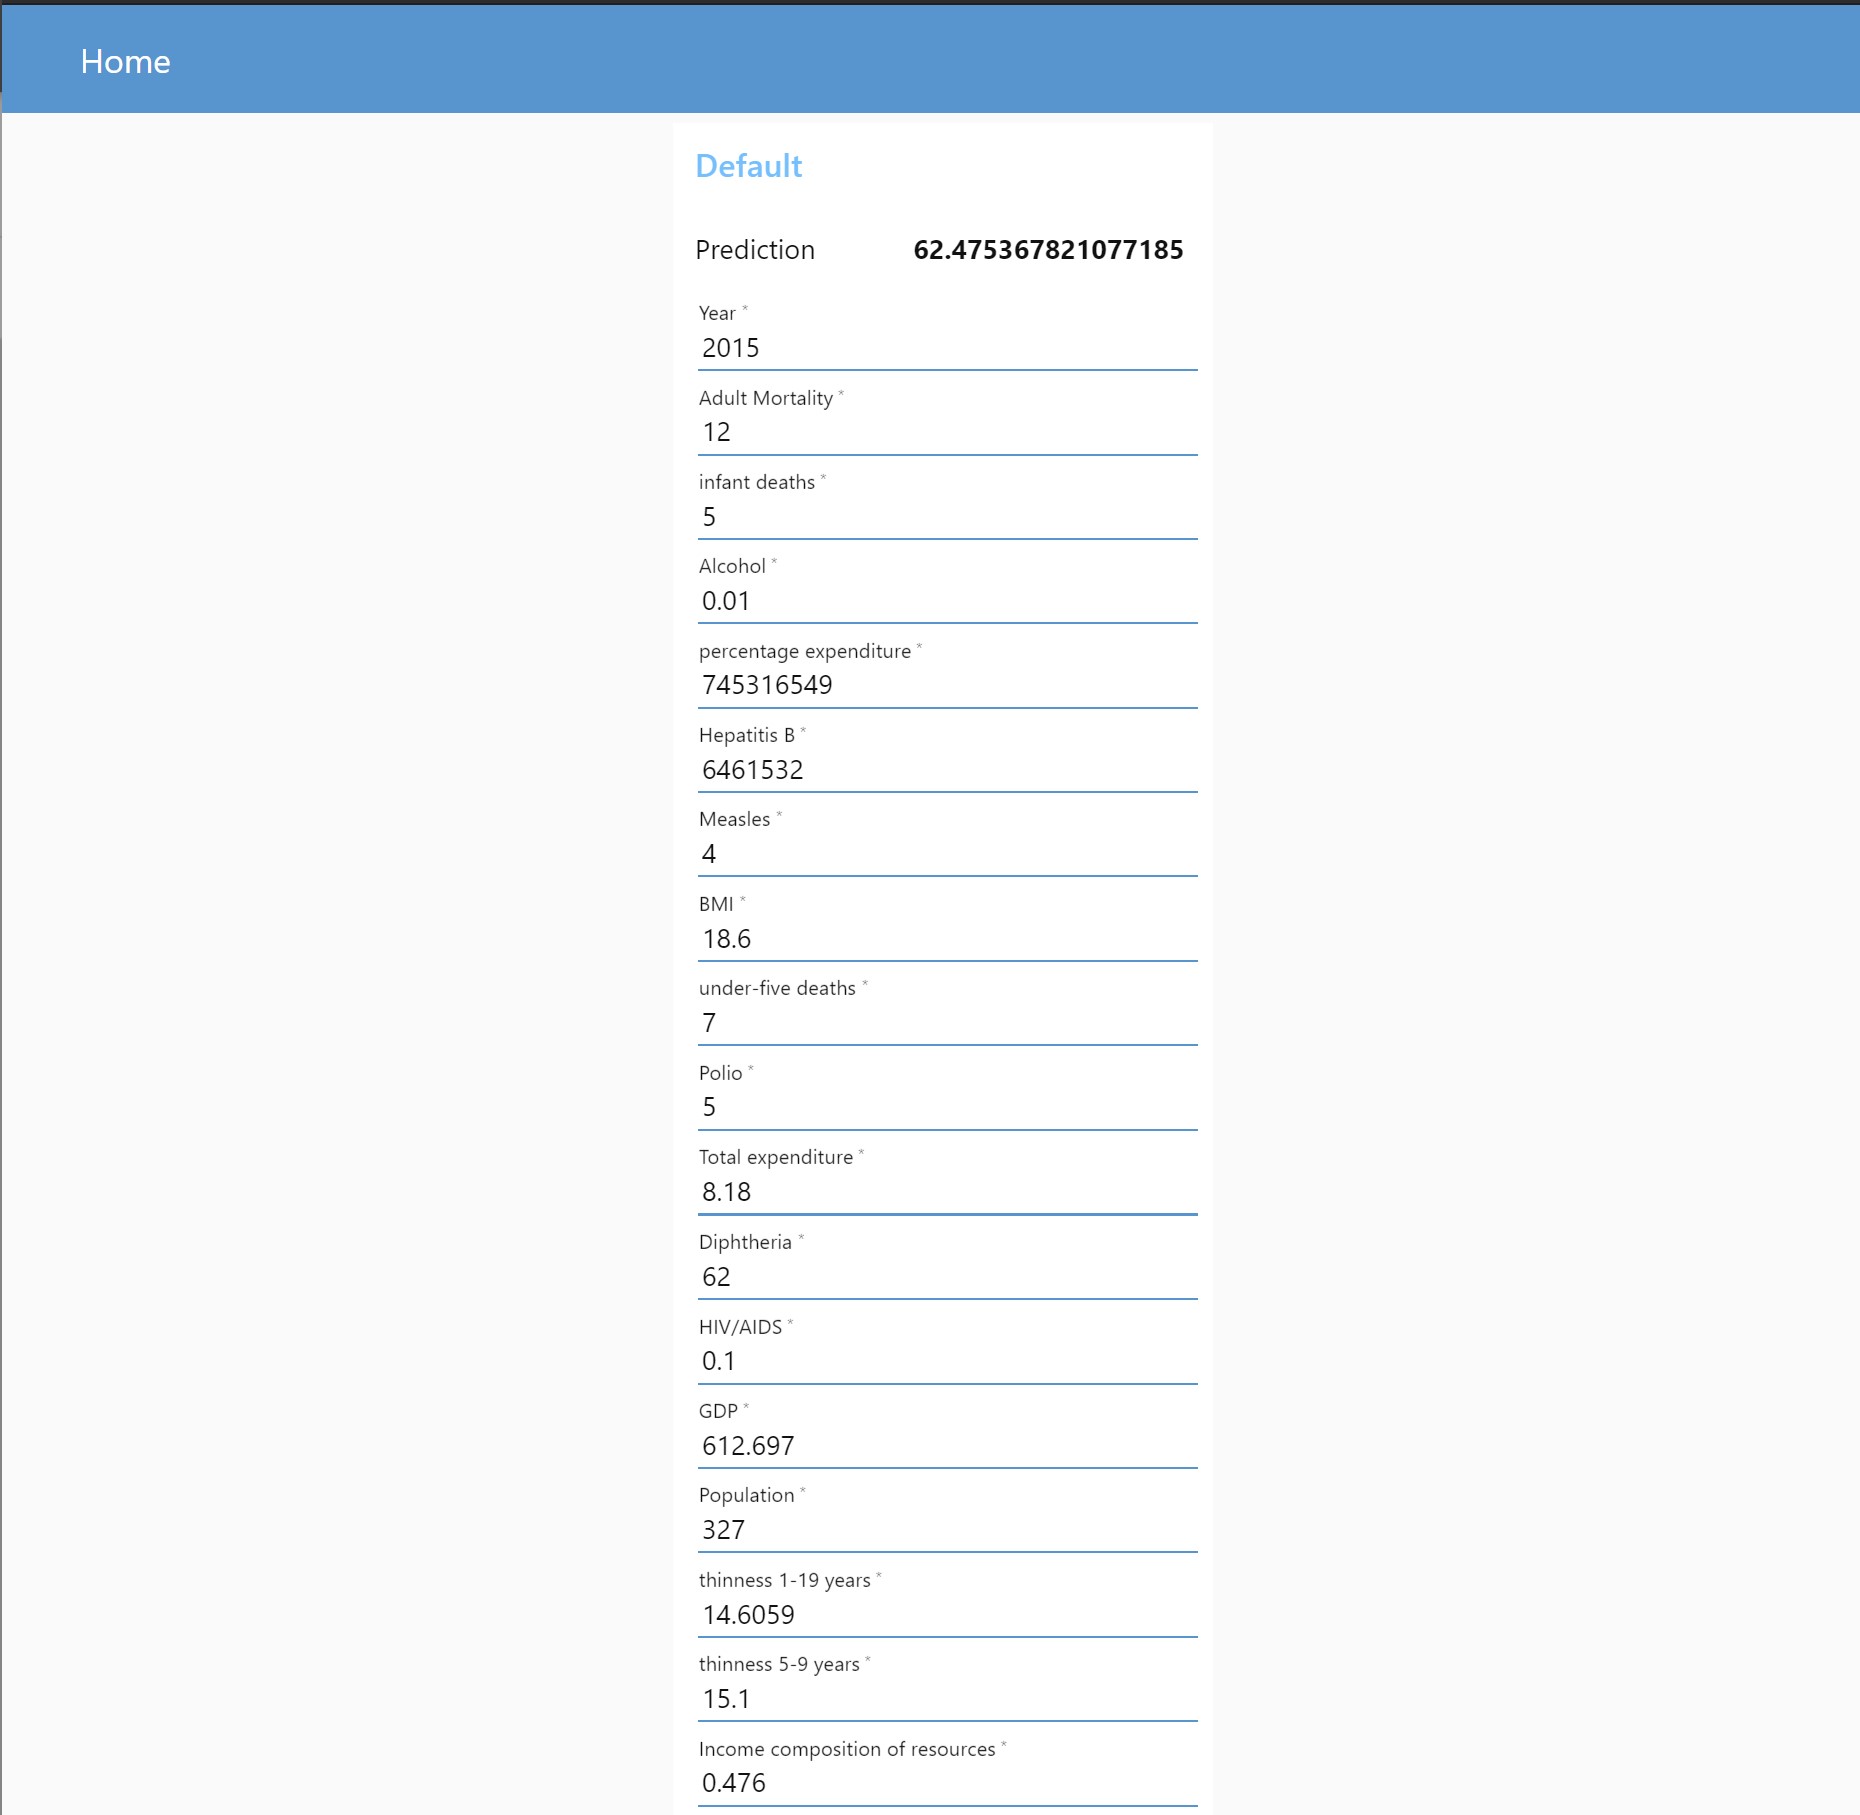 Home
Default
Prediction 62.475367821077185
Year *
2015
Adult Mortality *
12
infant deaths *
5
Alcohol *
0.01
percentage expenditure *
745316549
Hepatitis B *
6461532
Measles *
4
BMI *
18.6
under-five deaths *
7
Polio *
5
Total expenditure *
8.18
Diphtheria *
62
HIV/AIDS *
0.1
GDP *
612.697
Population *
327
thinness 1-19 years *
14.6059
thinness 5-9 years *
15.1
Income composition of resources *
0.476